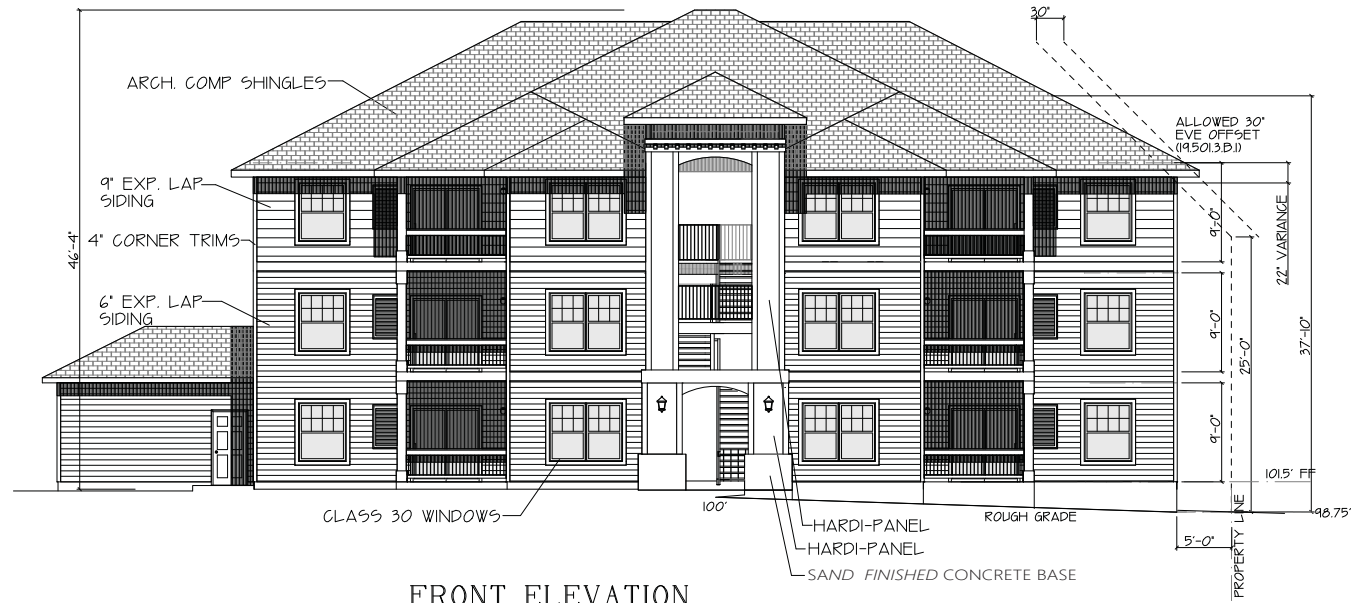 30"
ARCH. COMP SHINGLES
ALLOWED 30"
EVE OFFSET
(19.501.3.B.1)
9" EXP. LAP
SIDING
4" CORNER TRIMS
46'-4"
6" EXP. LAP
SIDING
9'-0"
22" VARIANCE
9'-0"
25'-0"
37'-10"
9'-0"
101.5' FF
CLASS 30 WINDOWS
100'
ROUGH GRADE
98.75'
HARDI-PANEL
HARDI-PANEL
5'-0"
PROPERTY LINE
SAND FINISHED CONCRETE BASE
FRONT ELEVATION